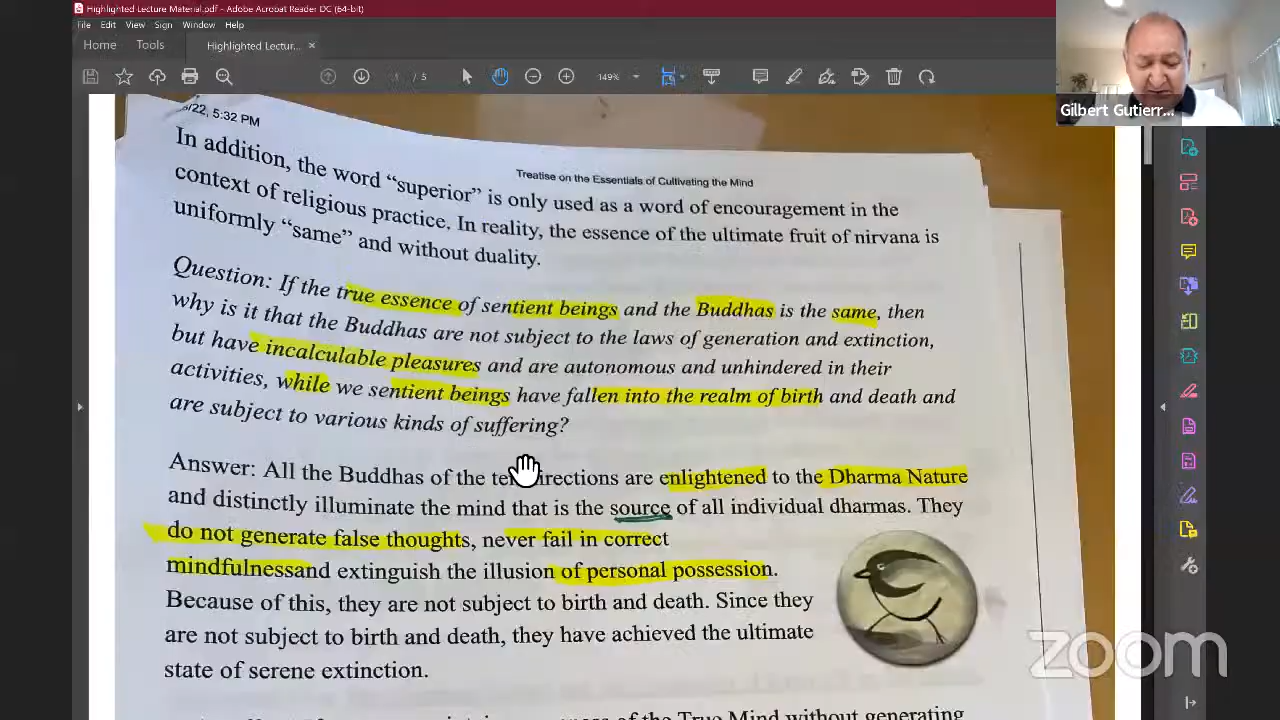 Highlighted Lecture Material.pdf - Adobe Acrobat Reader DC (64-bit)
File Edit View Sign Window Help
Home Tools Highlighted Lectur... ×
/ 5 149%
Gilbert Gutierr...
/22, 5:32 PM
Treatise on the Essentials of Cultivating the Mind
In addition, the word “superior” is only used as a word of encouragement in the
context of religious practice. In reality, the essence of the ultimate fruit of nirvana is
uniformly “same” and without duality.
Question: If the true essence of sentient beings and the Buddhas is the same, then
why is it that the Buddhas are not subject to the laws of generation and extinction,
but have incalculable pleasures and are autonomous and unhindered in their
activities, while we sentient beings have fallen into the realm of birth and death and
are subject to various kinds of suffering?
Answer: All the Buddhas of the ten directions are enlightened to the Dharma Nature
and distinctly illuminate the mind that is the source of all individual dharmas. They
do not generate false thoughts, never fail in correct
mindfulnessand extinguish the illusion of personal possession.
Because of this, they are not subject to birth and death. Since they
are not subject to birth and death, they have achieved the ultimate
state of serene extinction.
of the True Mind without generating
zoom